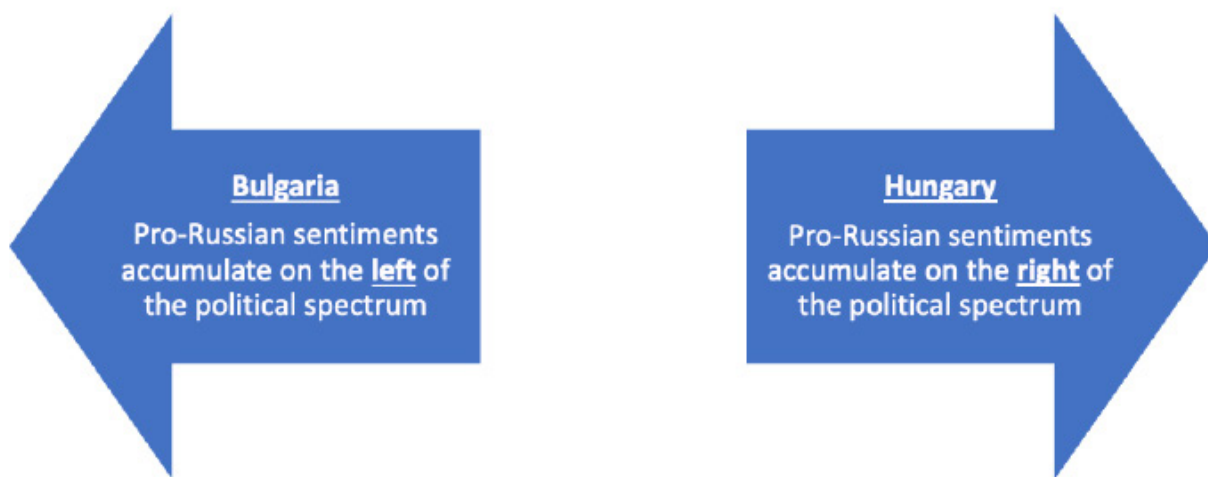 Bulgaria
Pro-Russian sentiments
accumulate on the left of
the political spectrum
Hungary
Pro-Russian sentiments
accumulate on the right of
the political spectrum